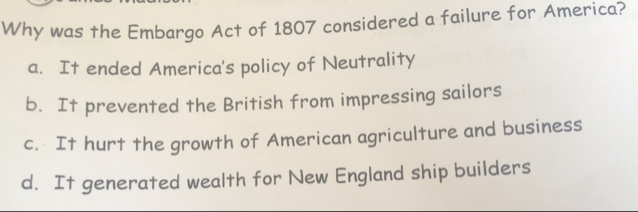 Why was the Embargo Act of 1807 considered a failure for America?
a. It ended America's policy of Neutrality
b. It prevented the British from impressing sailors
c. It hurt the growth of American agriculture and business
d. It generated wealth for New England ship builders